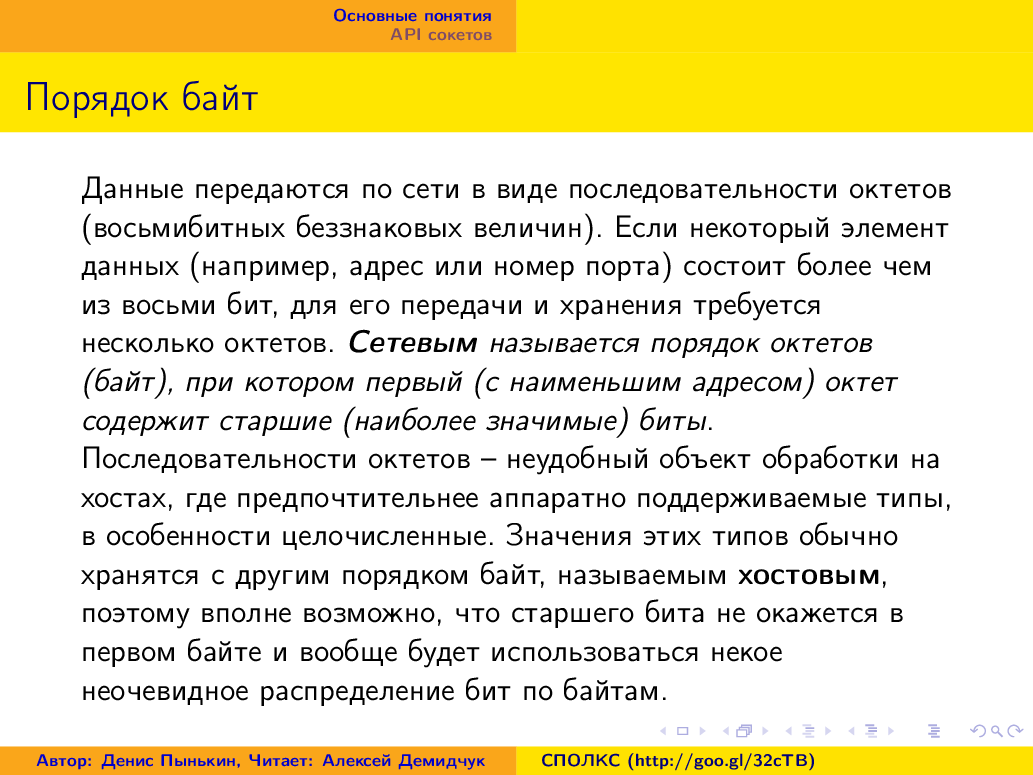 Основные понятия
API сокетов
Порядок байт
Данные передаются по сети в виде последовательности октетов
(восьмибитных беззнаковых величин). Если некоторый элемент
данных (например, адрес или номер порта) состоит более чем
из восьми бит, для его передачи и хранения требуется
несколько октетов. Сетевым называется порядок октетов
(байт), при котором первый (с наименьшим адресом) октет
содержит старшие (наиболее значимые) биты.
Последовательности октетов – неудобный объект обработки на
хостах, где предпочтительнее аппаратно поддерживаемые типы,
в особенности целочисленные. Значения этих типов обычно
хранятся с другим порядком байт, называемым хостовым,
поэтому вполне возможно, что старшего бита не окажется в
первом байте и вообще будет использоваться некое
неочевидное распределение бит по байтам.
Автор: Денис Пынькин, Читает: Алексей Демидчук
СПОЛКС (http://goo.gl/32cTB)